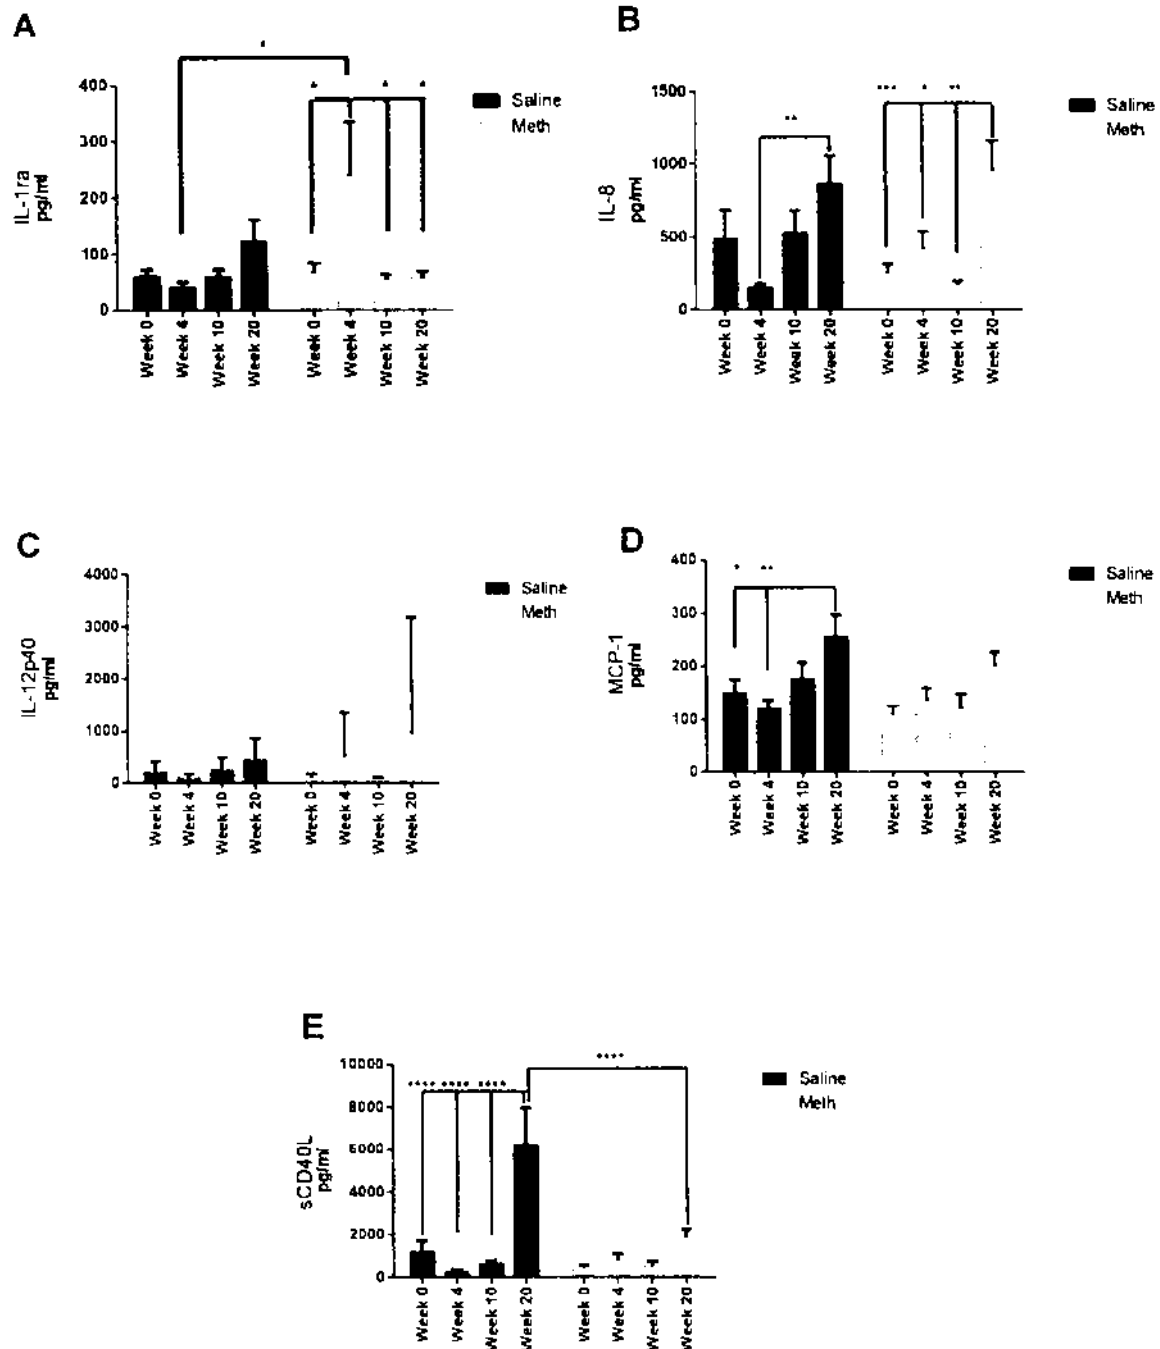 A
*
400
* * *
300
200
100
0
IL-1ra
pg/ml
Saline
Meth
Week 0
Week 4
Week 10
Week 20
Week 0
Week 4
Week 10
Week 20
B
1500
*** * **
**
1000
500
0
IL-8
pg/ml
Saline
Meth
Week 0
Week 4
Week 10
Week 20
Week 0
Week 4
Week 10
Week 20
C
4000
3000
2000
1000
0
IL-12p40
pg/ml
Saline
Meth
Week 0
Week 4
Week 10
Week 20
Week 0
Week 4
Week 10
Week 20
D
400
* **
300
200
100
0
MCP-1
pg/ml
Saline
Meth
Week 0
Week 4
Week 10
Week 20
Week 0
Week 4
Week 10
Week 20
E
****
10000
**** **** ****
8000
6000
4000
2000
0
sCD40L
pg/ml
Saline
Meth
Week 0
Week 4
Week 10
Week 20
Week 0
Week 4
Week 10
Week 20